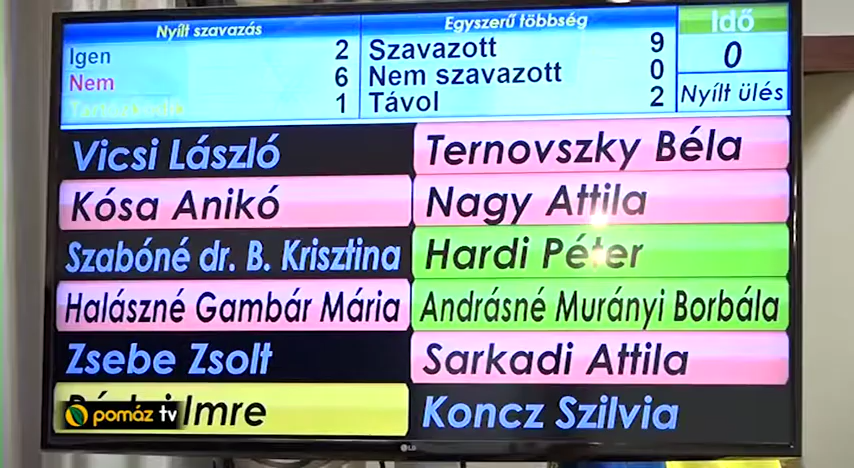 Nyílt szavazás
Egyszerű többség
Idő
Igen 2
Nem 6
Tartózkodik 1
Szavazott 9
Nem szavazott 0
Távol 2
0
Nyílt ülés
Vicsi László
Ternovszky Béla
Kósa Anikó
Nagy Attila
Szabóné dr. B. Krisztina
Hardi Péter
Halászné Gambár Mária
Andrásné Murányi Borbála
Zsebe Zsolt
Sarkadi Attila
Imre
Koncz Szilvia
pomáz tv
LG